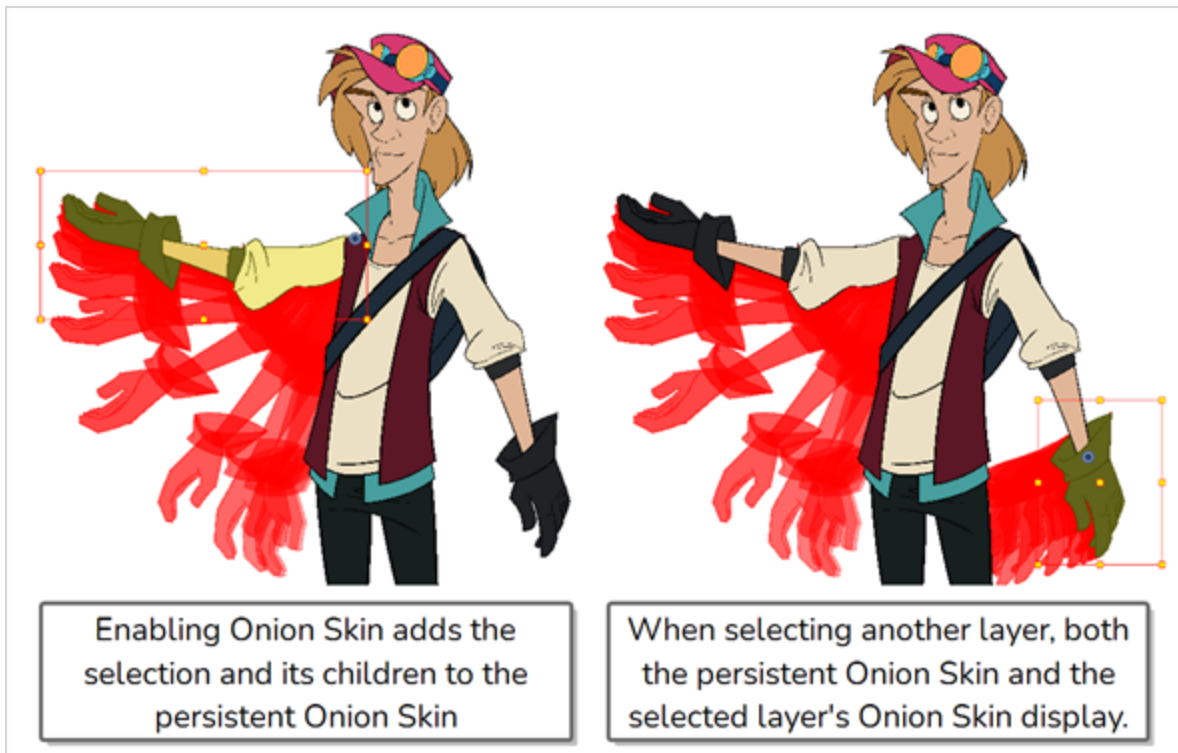 Enabling Onion Skin adds the
selection and its children to the
persistent Onion Skin
When selecting another layer, both
the persistent Onion Skin and the
selected layer's Onion Skin display.